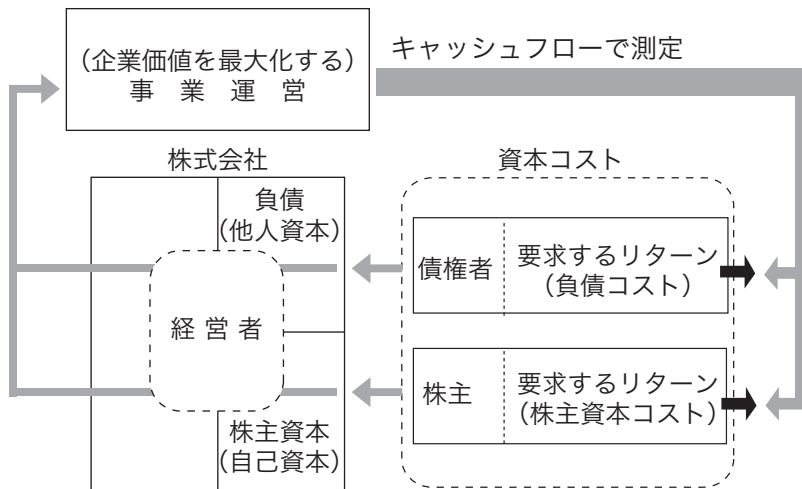 (企業価値を最大化する)
事 業 運 営
キャッシュフローで測定
株式会社
資本コスト
負債
(他人資本)
債権者
要求するリターン
(負債コスト)
経 営 者
株主
要求するリターン
(株主資本コスト)
株主資本
(自己資本)